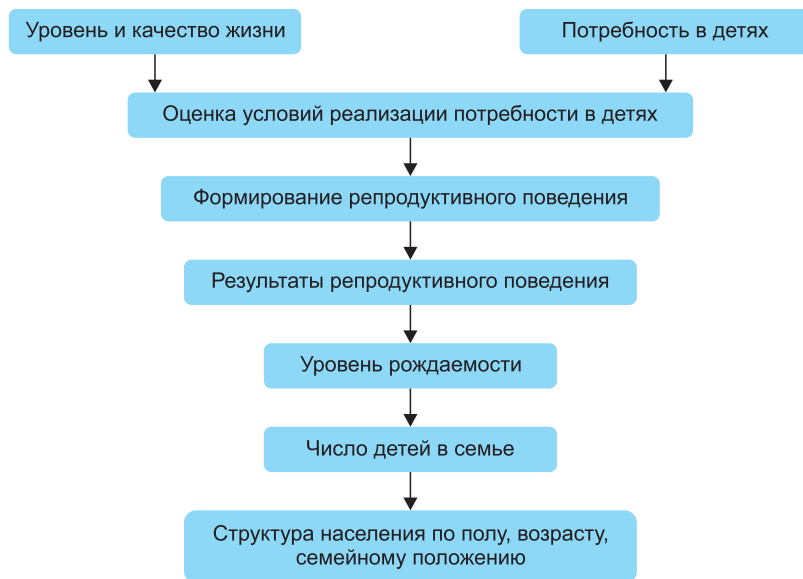 Уровень и качество жизни
Потребность в детях
Оценка условий реализации потребности в детях
Формирование репродуктивного поведения
Результаты репродуктивного поведения
Уровень рождаемости
Число детей в семье
Структура населения по полу, возрасту,
семейному положению